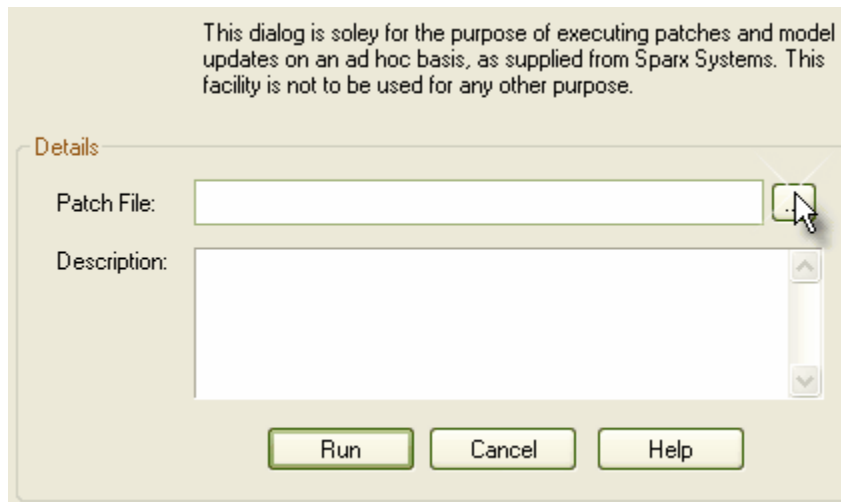 This dialog is soley for the purpose of executing patches and model
updates on an ad hoc basis, as supplied from Sparx Systems. This
facility is not to be used for any other purpose.
Details
Patch File:
...
Description:
Run Cancel Help